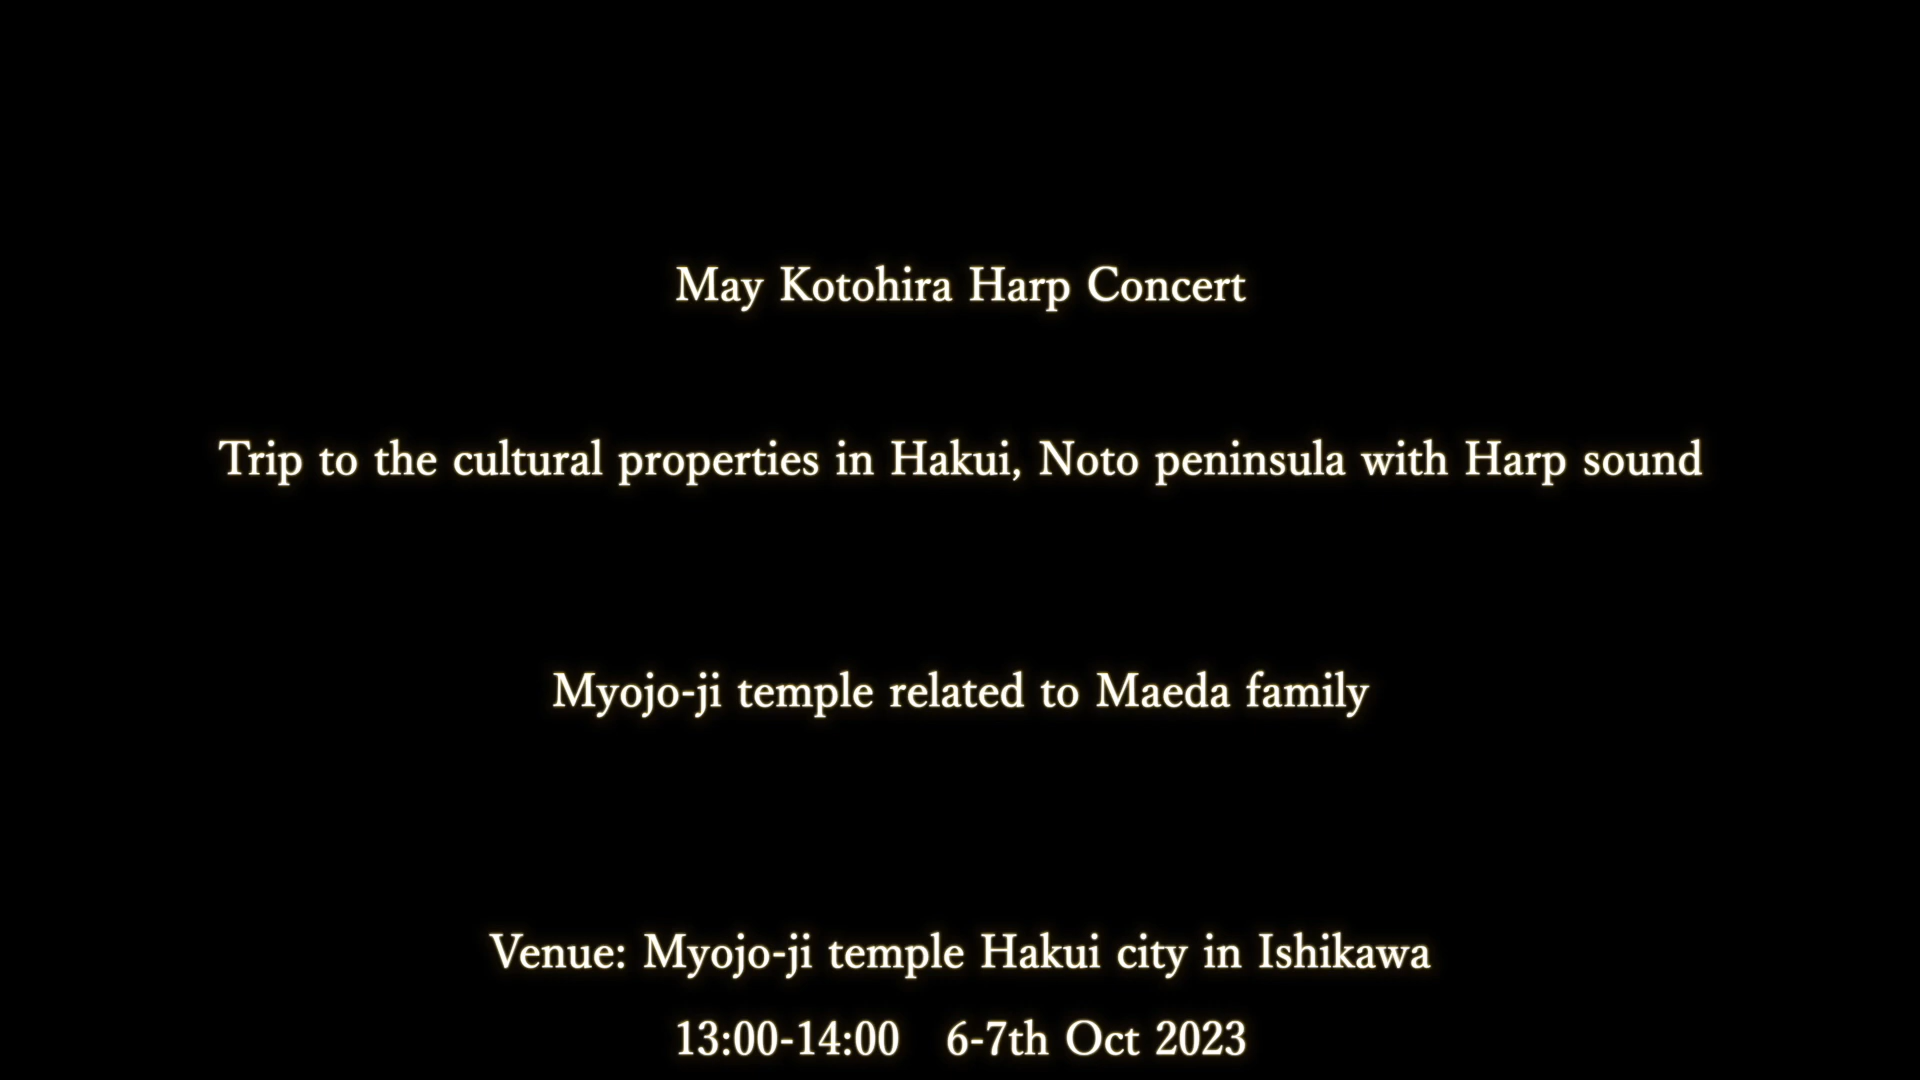 May Kotohira Harp Concert
Trip to the cultural properties in Hakui, Noto peninsula with Harp sound
Myojo-ji temple related to Maeda family
Venue: Myojo-ji temple Hakui city in Ishikawa
13:00-14:00　6-7th Oct 2023